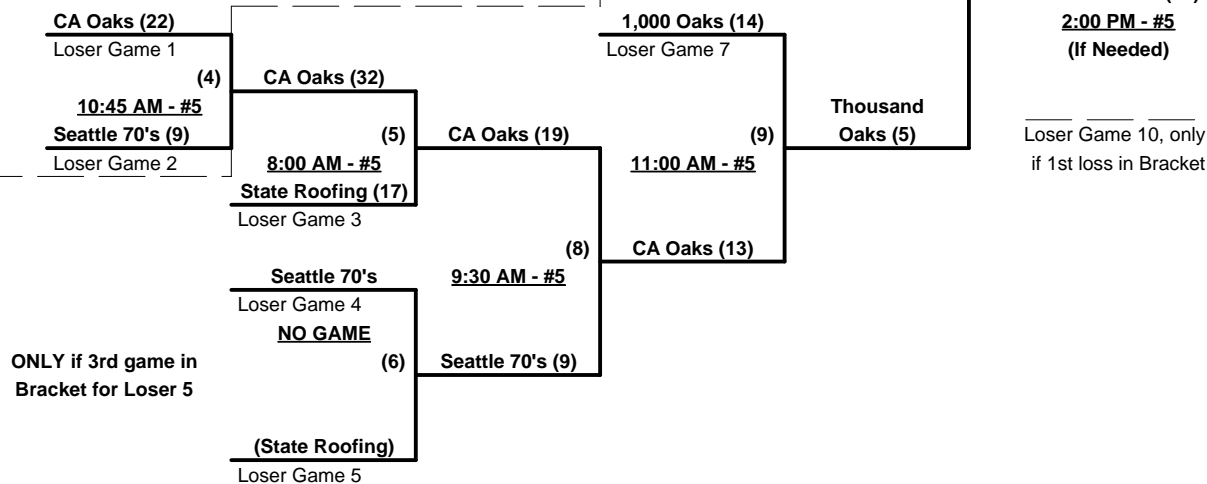 CA Oaks (22)
Loser Game 1
(4)
10:45 AM - #5
Seattle 70's (9)
Loser Game 2
CA Oaks (32)
(5)
8:00 AM - #5
State Roofing (17)
Loser Game 3
Seattle 70's
Loser Game 4
NO GAME
(6)
ONLY if 3rd game in
Bracket for Loser 5
(State Roofing)
Loser Game 5
CA Oaks (19)
(8)
9:30 AM - #5
Seattle 70's (9)
1,000 Oaks (14)
Loser Game 7
(9)
11:00 AM - #5
CA Oaks (13)
Thousand
Oaks (5)
2:00 PM - #5
(If Needed)
Loser Game 10, only
if 1st loss in Bracket